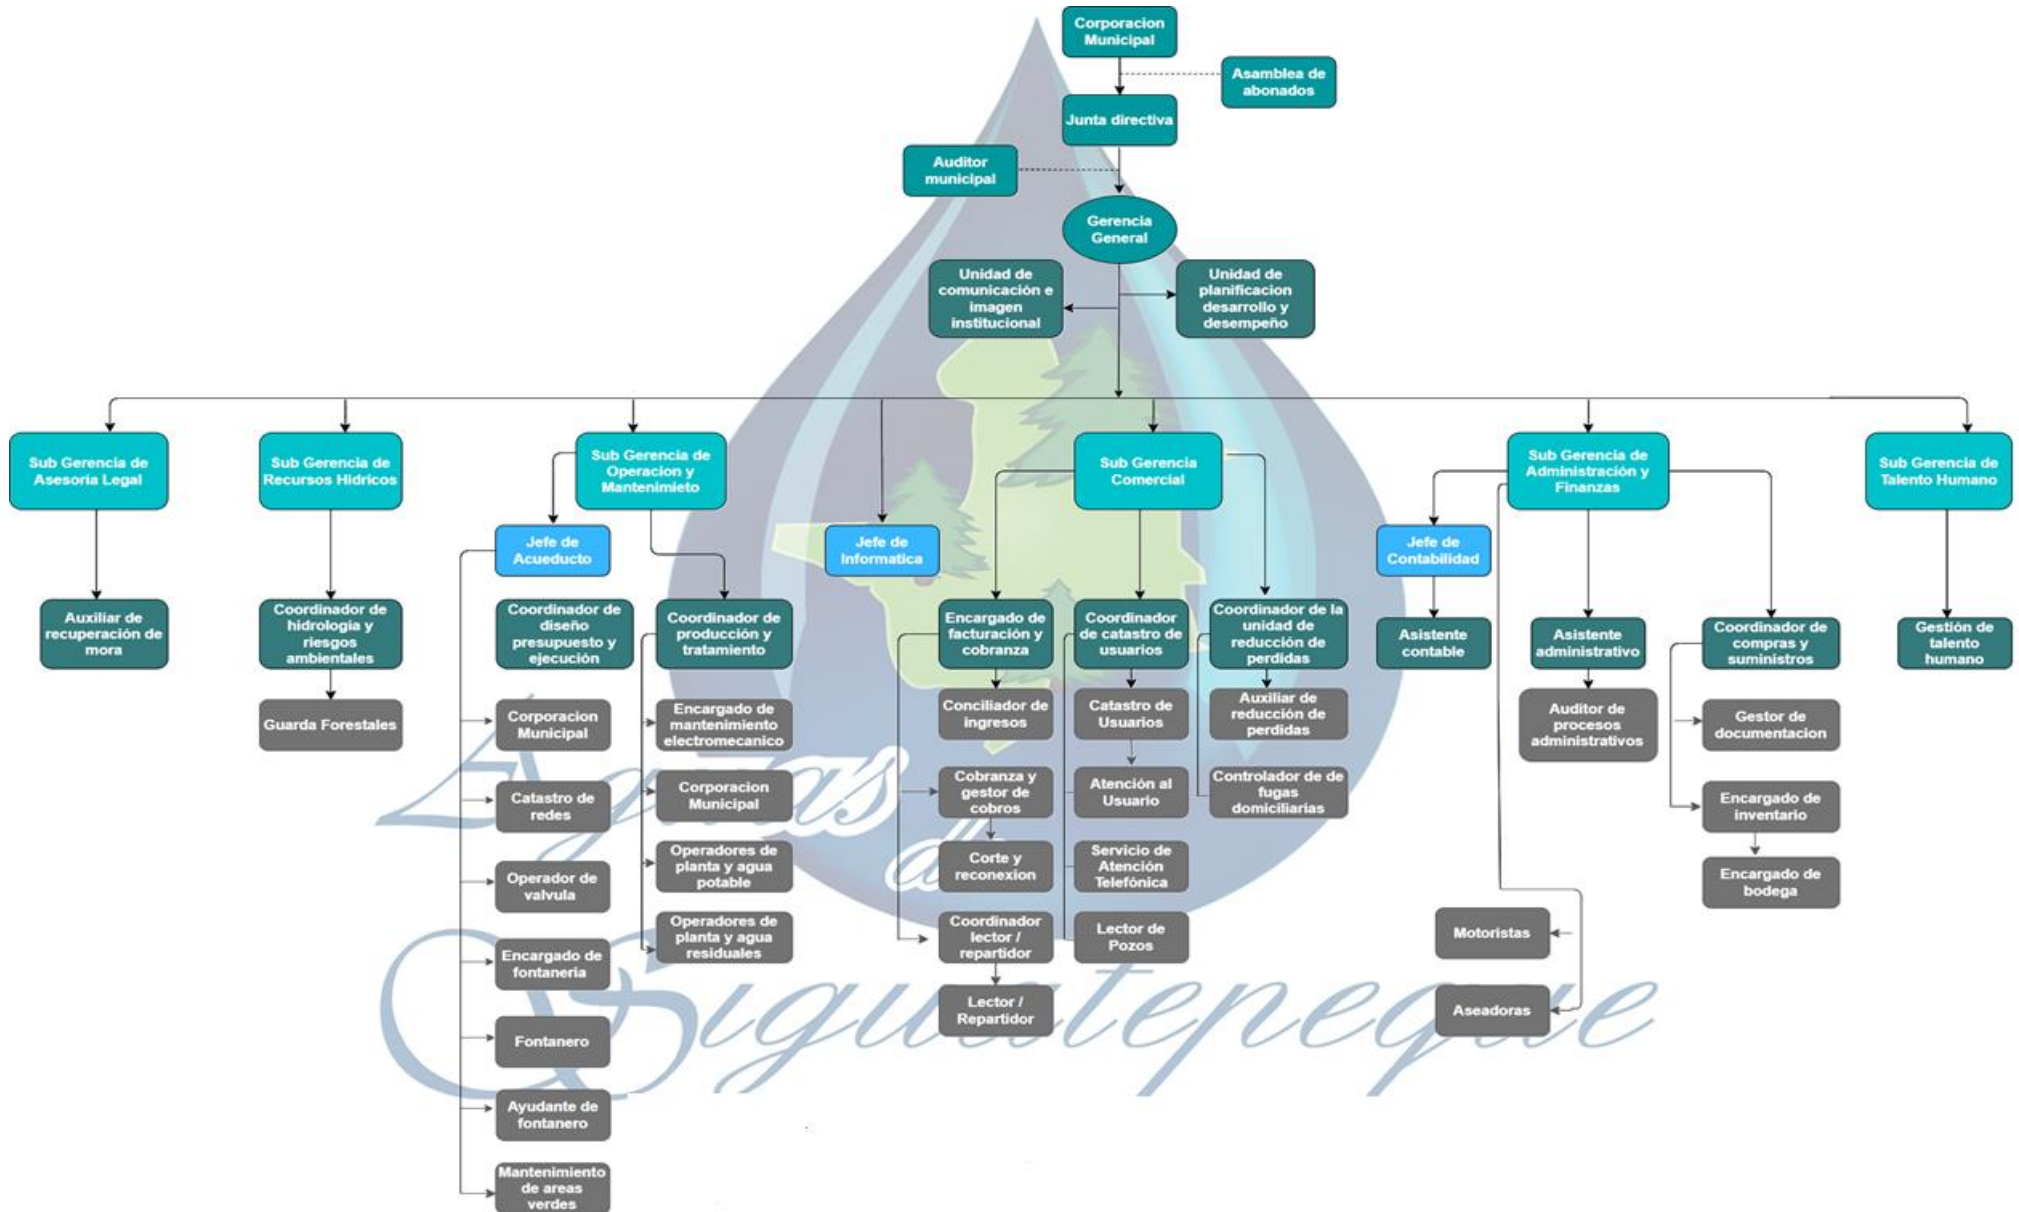 Corporacion
Municipal
Asamblea de
abonados
Junta directiva
Auditor
municipal
Gerencia
General
Unidad de
comunicación e
imagen
institucional
Unidad de
planificacion
desarrollo y
desempeño
Sub Gerencia de
Asesoria Legal
Sub Gerencia de
Recursos Hidricos
Sub Gerencia de
Operacion y
Mantenimieto
Sub Gerencia
Comercial
Sub Gerencia de
Administración y
Finanzas
Sub Gerencia de
Talento Humano
Jefe de
Acueducto
Jefe de
Informatica
Jefe de
Contabilidad
Auxiliar de
recuperación de
mora
Coordinador de
hidrologia y
riesgos
ambientales
Coordinador de
diseño
presupuesto y
ejecución
Coordinador de
producción y
tratamiento
Encargado de
facturación y
cobranza
Coordinador
de catastro de
usuarios
Coordinador de la
unidad de
reducción de
perdidas
Asistente
contable
Asistente
administrativo
Coordinador de
compras y
suministros
Gestión de
talento
humano
Guarda Forestales
Corporacion
Municipal
Encargado de
mantenimiento
electromecanico
Conciliador de
ingresos
Catastro de
Usuarios
Auxiliar de
reducción de
perdidas
Auditor de
procesos
administrativos
Gestor de
documentacion
Catastro de
redes
Corporacion
Municipal
Cobranza y
gestor de
cobros
Atención al
Usuario
Controlador de de
fugas
domiciliarias
Encargado de
inventario
Operador de
valvula
Operadores de
planta y agua
potable
Corte y
reconexion
Servicio de
Atención
Telefónica
Encargado de
bodega
Encargado de
fontaneria
Operadores de
planta y agua
residuales
Coordinador
lector /
repartidor
Lector de
Pozos
Motoristas
Fontanero
Lector /
Repartidor
Aseadoras
Ayudante de
fontanero
Mantenimiento
de areas
verdes
Aguas
de
Siguatepeque